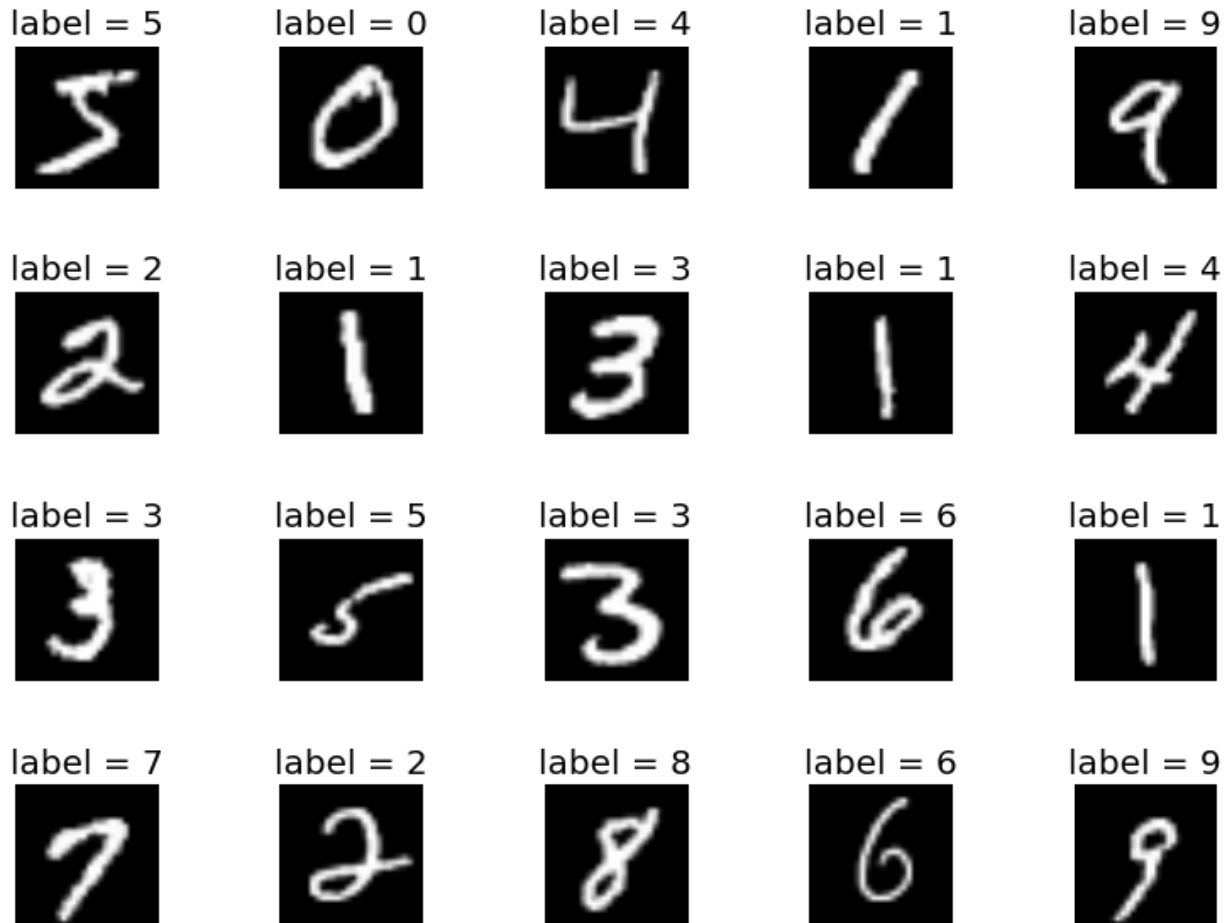 label = 5 label = 0 label = 4 label = 1 label = 9
5 0 4 1 9
label = 2 label = 1 label = 3 label = 1 label = 4
2 1 3 1 4
label = 3 label = 5 label = 3 label = 6 label = 1
3 5 3 6 1
label = 7 label = 2 label = 8 label = 6 label = 9
7 2 8 6 9